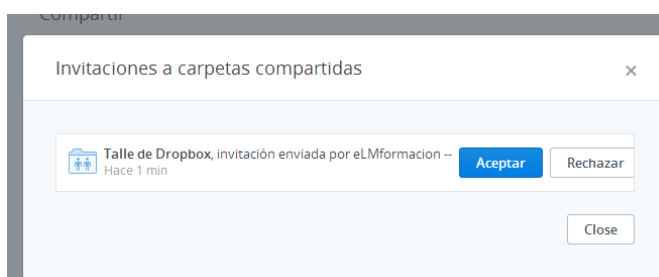 Compartir
Invitaciones a carpetas compartidas
×
Talle de Dropbox, invitación enviada por eLMformacion --
Hace 1 min
Aceptar
Rechazar
Close